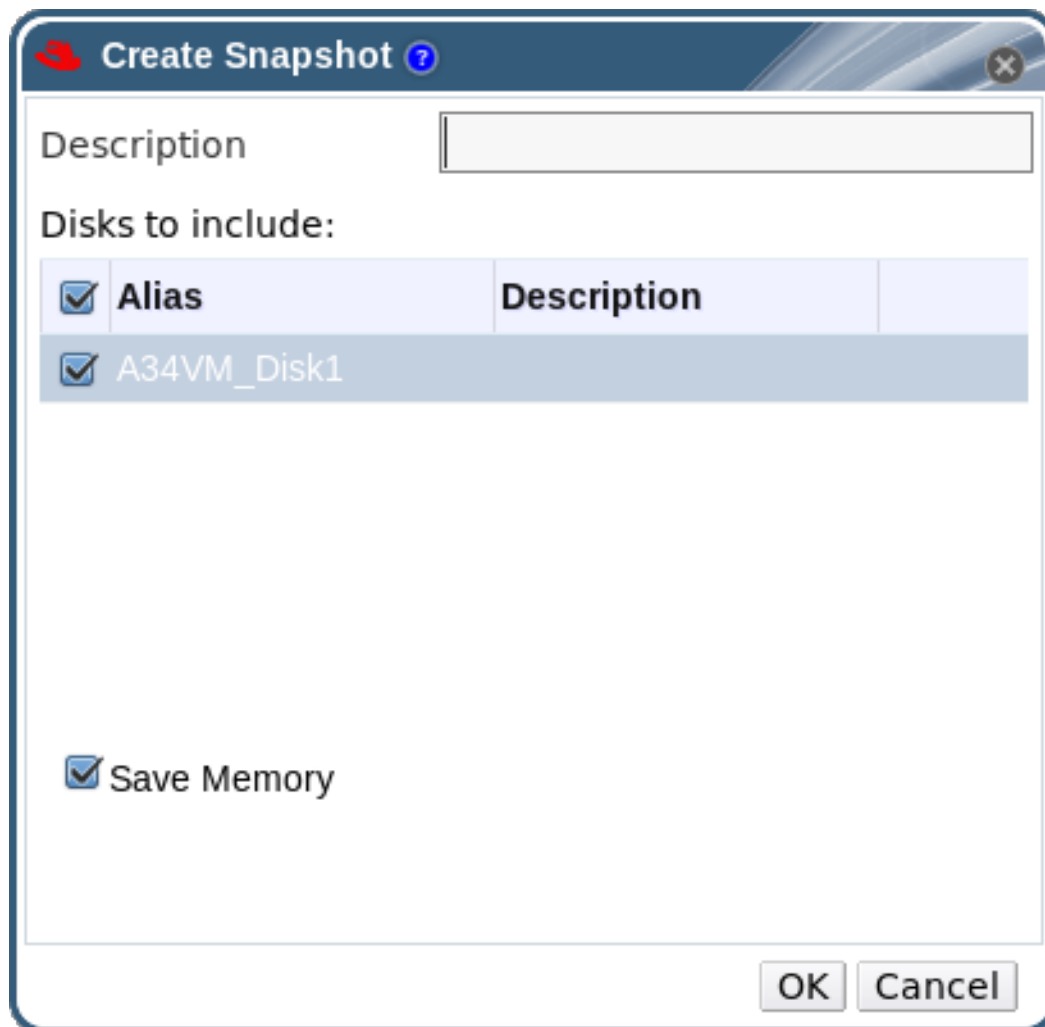 Create Snapshot ?
Description
Disks to include:
Alias Description
A34VM_Disk1
Save Memory
OK Cancel